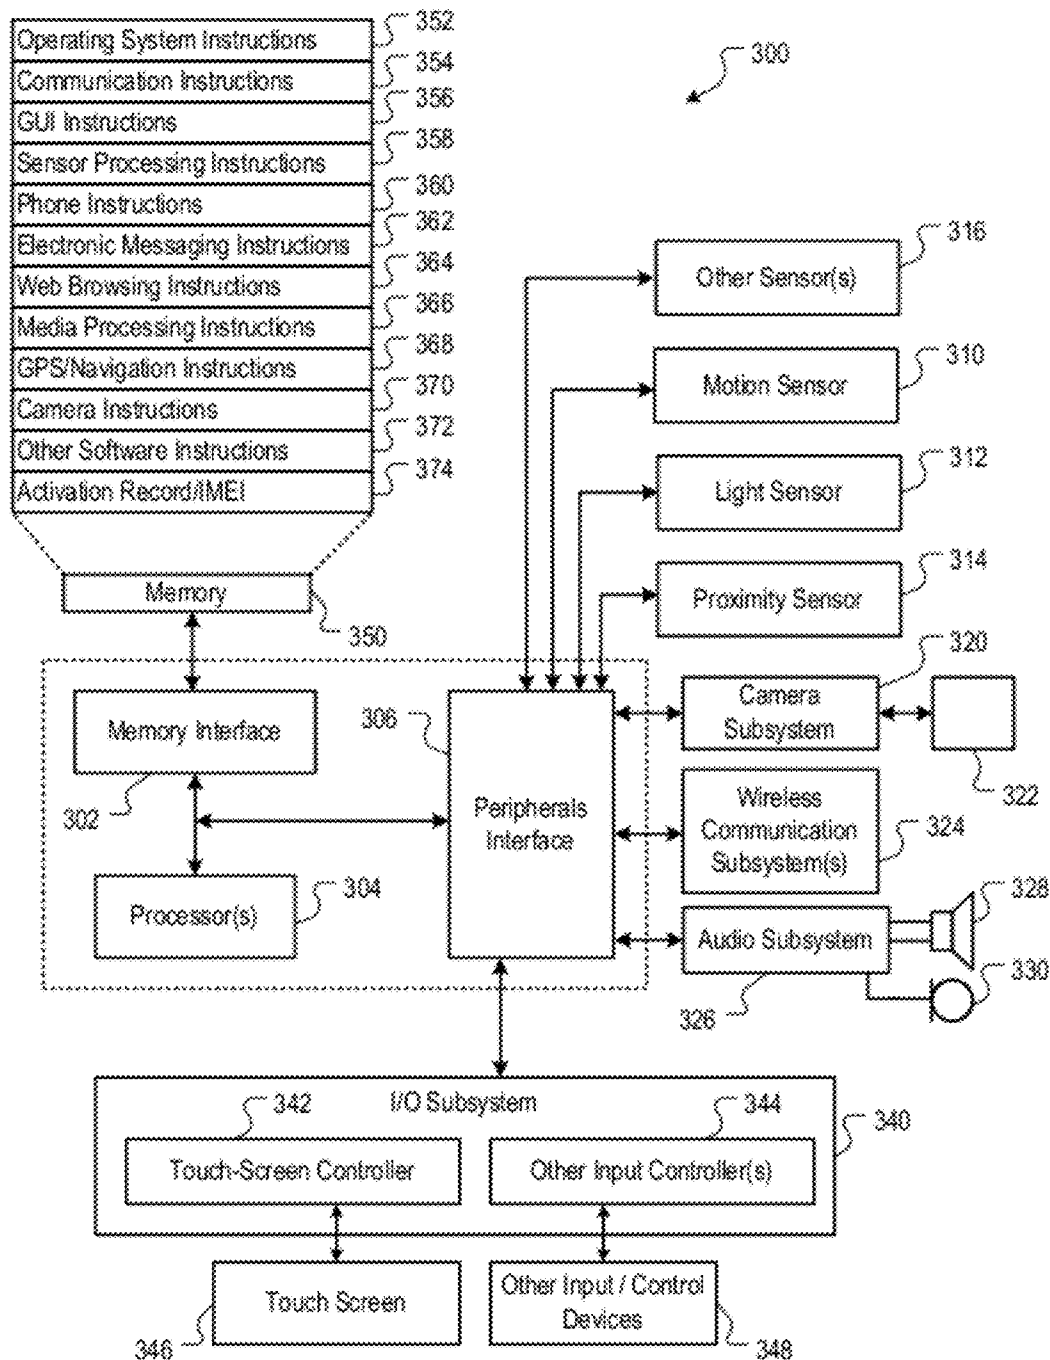 352
Operating System Instructions
354
Communication Instructions
356
GUI Instructions
358
Sensor Processing Instructions
360
Phone Instructions
362
Electronic Messaging Instructions
364
Web Browsing Instructions
366
Media Processing Instructions
368
GPS/Navigation Instructions
370
Camera Instructions
372
Other Software Instructions
374
Activation Record/IMEI
Memory
350
300
316
Other Sensor(s)
310
Motion Sensor
312
Light Sensor
314
Proximity Sensor
320
Camera
Subsystem
322
306
Memory Interface
302
Peripherals
Interface
Wireless
Communication
Subsystem(s)
324
304
Processor(s)
328
Audio Subsystem
330
326
342
I/O Subsystem
344
340
Touch-Screen Controller
Other Input Controller(s)
Touch Screen
346
Other Input / Control
Devices
348